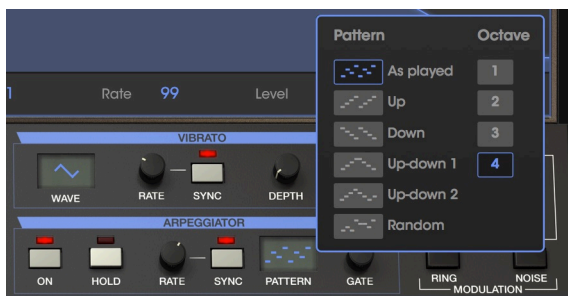 Pattern Octave
As played 1
Up 2
Down 3
Up-down 1 4
Up-down 2
Random
1 Rate 99 Level
VIBRATO
WAVE RATE SYNC DEPTH
ARPEGGIATOR
ON HOLD RATE SYNC PATTERN GATE
RING NOISE
MODULATION